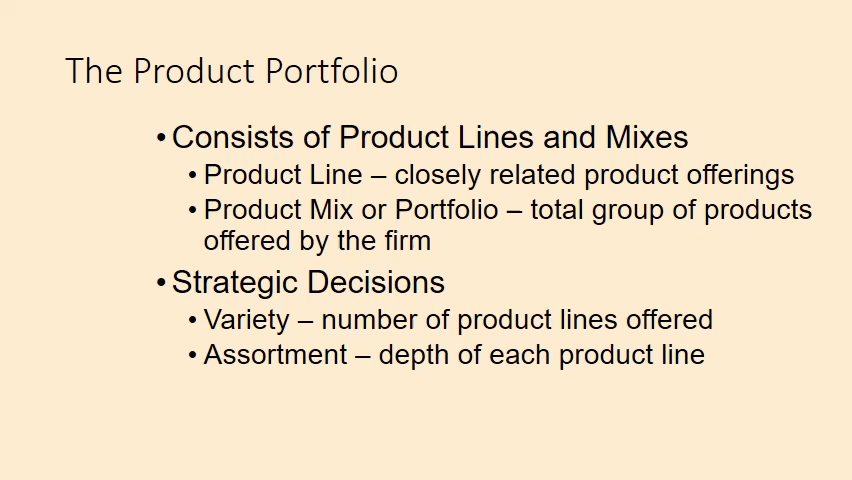 The Product Portfolio
• Consists of Product Lines and Mixes
• Product Line – closely related product offerings
• Product Mix or Portfolio – total group of products
offered by the firm
• Strategic Decisions
• Variety – number of product lines offered
• Assortment – depth of each product line